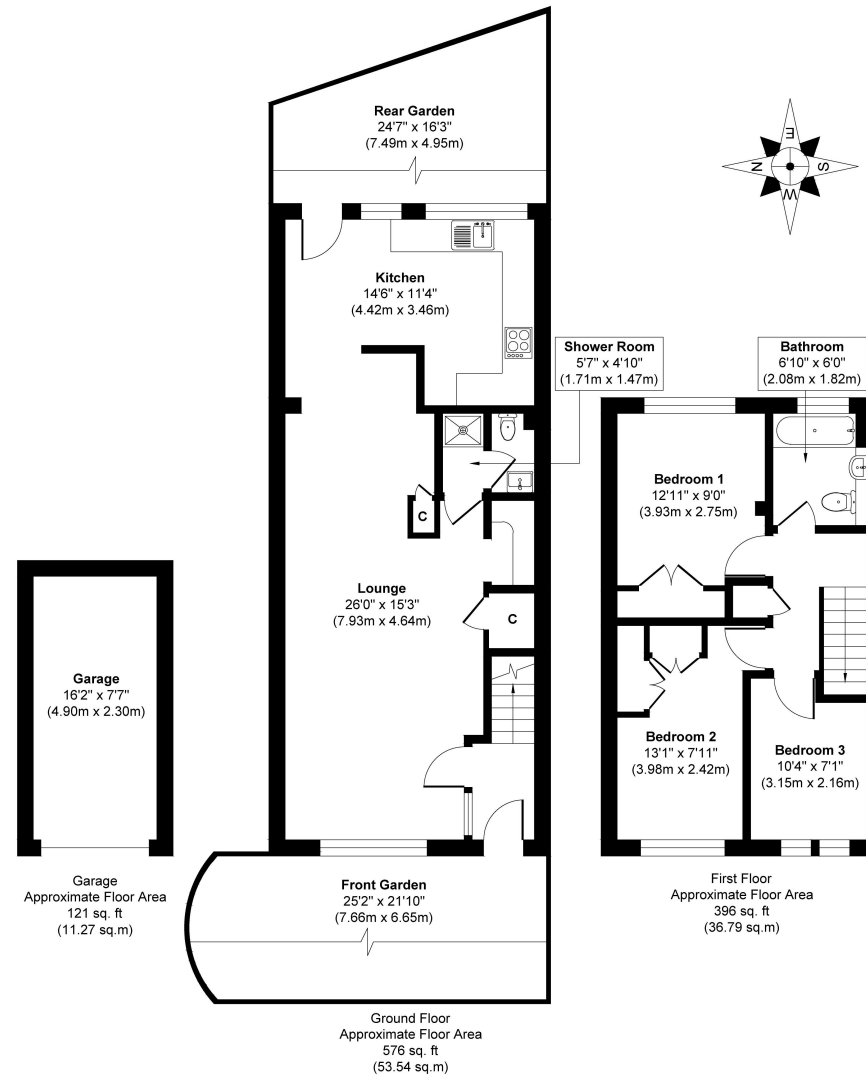 Rear Garden
24'7" x 16'3"
(7.49m x 4.95m)
E
N
S
W
Kitchen
14'6" x 11'4"
(4.42m x 3.46m)
Shower Room
5'7" x 4'10"
(1.71m x 1.47m)
Bathroom
6'10" x 6'0"
(2.08m x 1.82m)
Bedroom 1
12'11" x 9'0"
(3.93m x 2.75m)
C
Lounge
26'0" x 15'3"
(7.93m x 4.64m)
C
Garage
16'2" x 7'7"
(4.90m x 2.30m)
Bedroom 2
13'1" x 7'11"
(3.98m x 2.42m)
Bedroom 3
10'4" x 7'1"
(3.15m x 2.16m)
Garage
Approximate Floor Area
121 sq. ft
(11.27 sq.m)
Front Garden
25'2" x 21'10"
(7.66m x 6.65m)
First Floor
Approximate Floor Area
396 sq. ft
(36.79 sq.m)
Ground Floor
Approximate Floor Area
576 sq. ft
(53.54 sq.m)